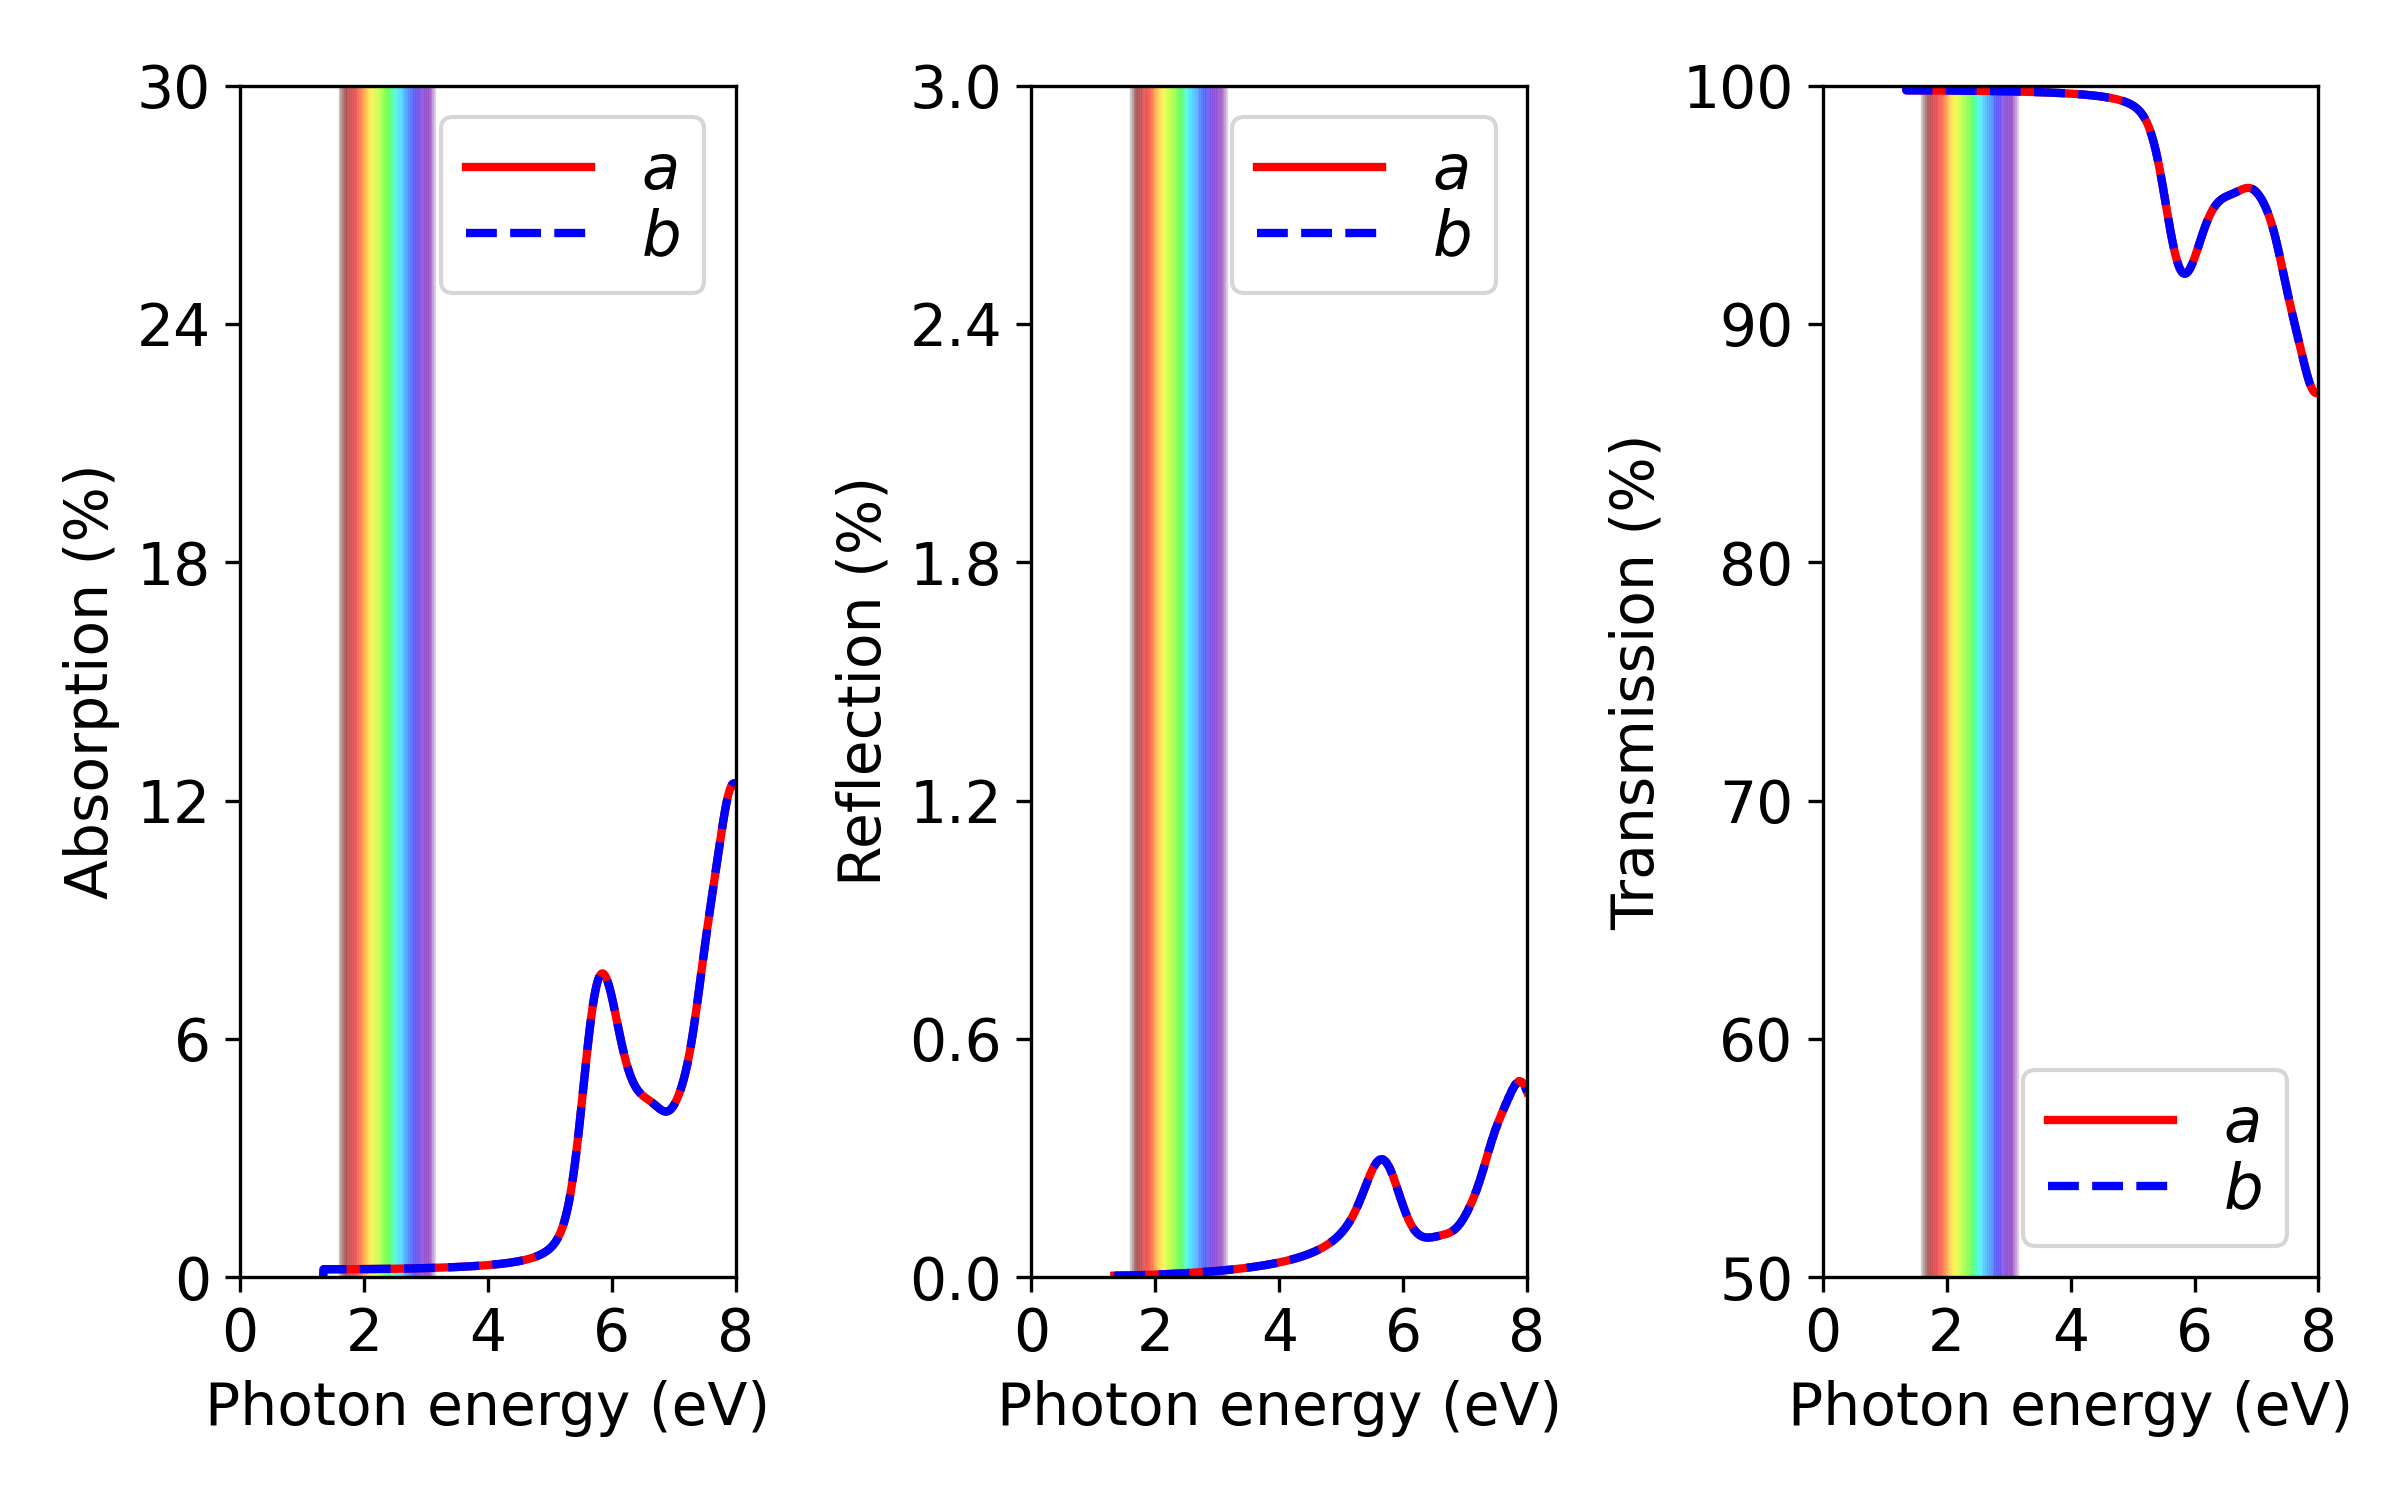 Absorption (%)
30
24
18
12
6
0
0 2 4 6 8
Photon energy (eV)
a
b
Reflection (%)
3.0
2.4
1.8
1.2
0.6
0.0
0 2 4 6 8
Photon energy (eV)
a
b
Transmission (%)
100
90
80
70
60
50
0 2 4 6 8
Photon energy (eV)
a
b